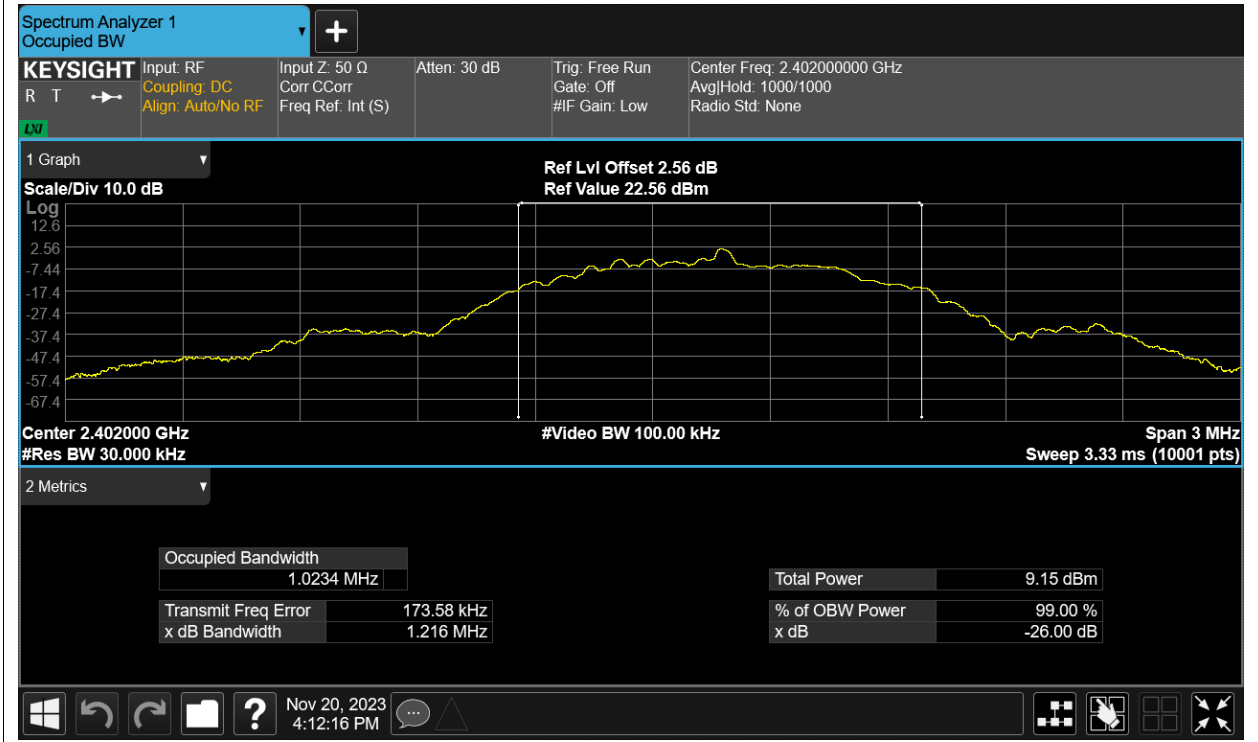 Spectrum Analyzer 1
Occupied BW
KEYSIGHT
R T
LXI
Input: RF
Coupling: DC
Align: Auto/No RF
Input Z: 50 Ω
Corr CCorr
Freq Ref: Int (S)
Atten: 30 dB
Trig: Free Run
Gate: Off
#IF Gain: Low
Center Freq: 2.402000000 GHz
Avg|Hold: 1000/1000
Radio Std: None
1 Graph
Scale/Div 10.0 dB
Ref Lvl Offset 2.56 dB
Ref Value 22.56 dBm
Log
12.6
2.56
-7.44
-17.4
-27.4
-37.4
-47.4
-57.4
-67.4
Center 2.402000 GHz
#Video BW 100.00 kHz
Span 3 MHz
#Res BW 30.000 kHz
Sweep 3.33 ms (10001 pts)
2 Metrics
Occupied Bandwidth
1.0234 MHz
Total Power 9.15 dBm
Transmit Freq Error 173.58 kHz
% of OBW Power 99.00 %
x dB Bandwidth 1.216 MHz
x dB -26.00 dB
?
Nov 20, 2023
4:12:16 PM